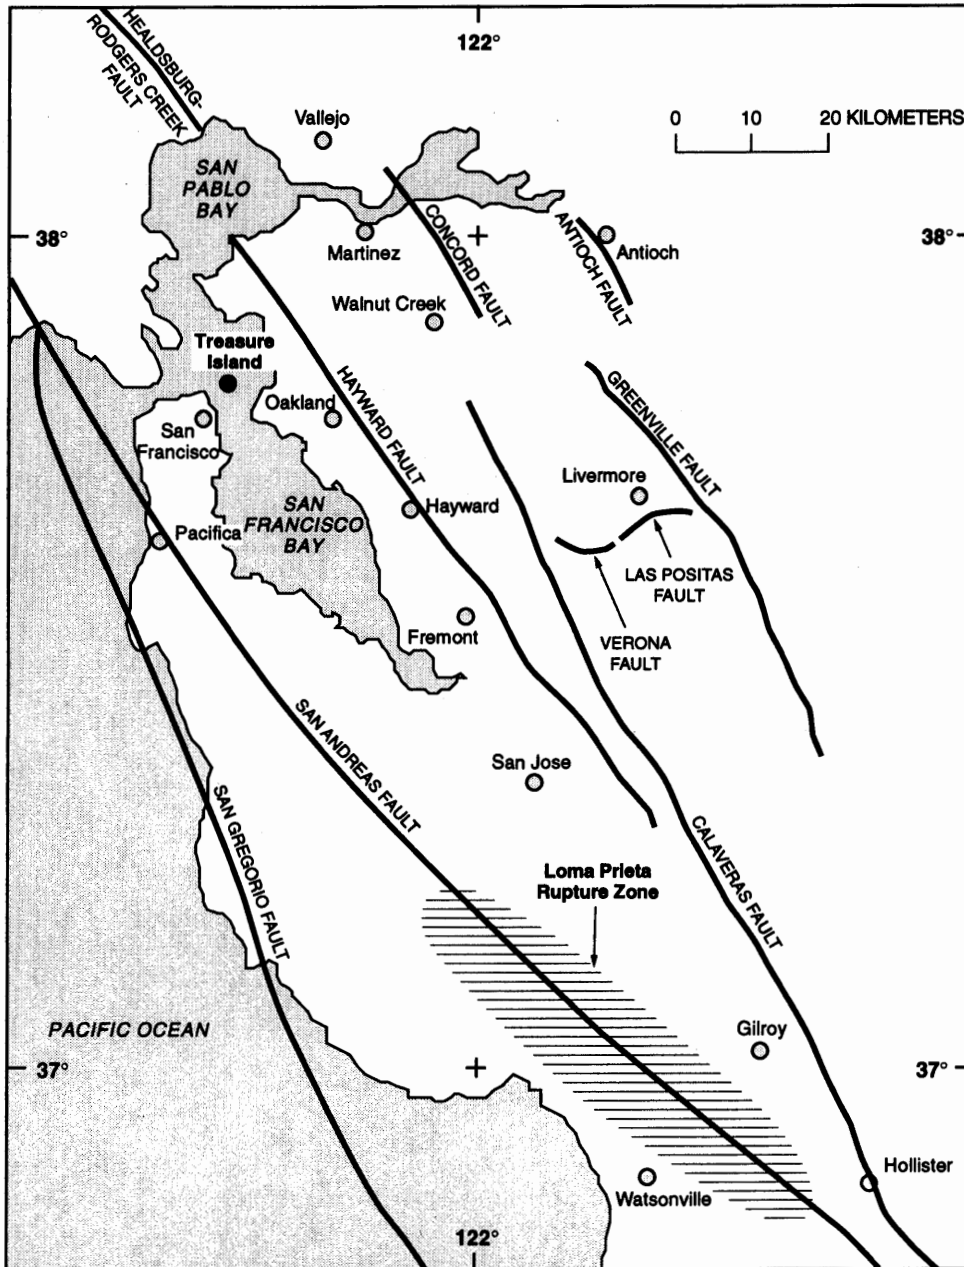 122°
HEALDSBURG-
RODGERS CREEK
FAULT
0 10 20 KILOMETERS
Vallejo
SAN
PABLO
BAY
CONCORD FAULT
ANTIOCH FAULT
38°
38°
Martinez
Antioch
Walnut Creek
Treasure
Island
HAYWARD FAULT
GREENVILLE FAULT
Oakland
San
Francisco
Livermore
SAN
FRANCISCO
BAY
Hayward
Pacifica
LAS POSITAS
FAULT
Fremont
VERONA
FAULT
SAN ANDREAS FAULT
San Jose
SAN GREGORIO FAULT
CALAVERAS FAULT
Loma Prieta
Rupture Zone
PACIFIC OCEAN
Gilroy
37°
37°
Hollister
Watsonville
122°